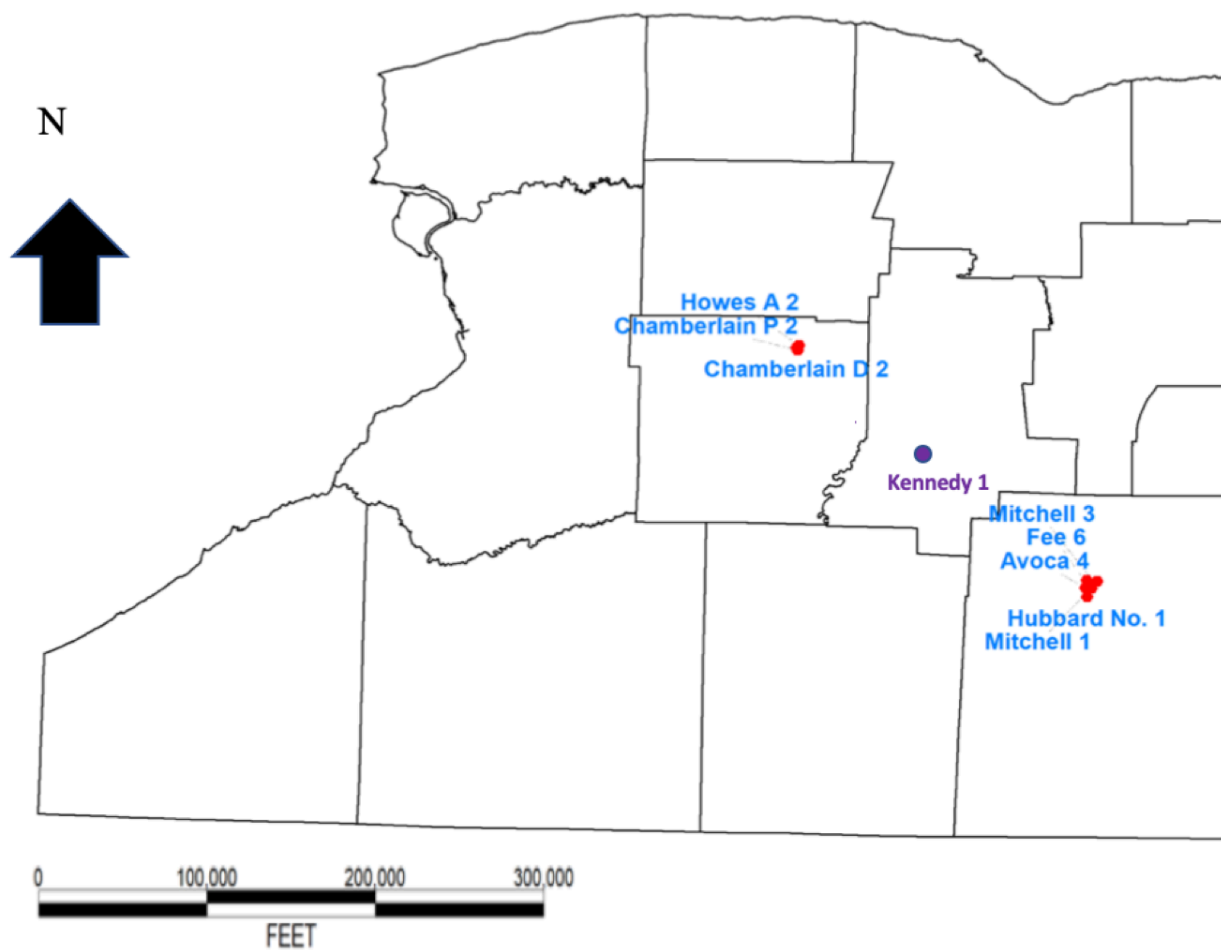 N
Howes A 2
Chamberlain P 2
Chamberlain D 2
Kennedy 1
Mitchell 3
Fee 6
Avoca 4
Hubbard No. 1
Mitchell 1
0 100,000 200,000 300,000
FEET